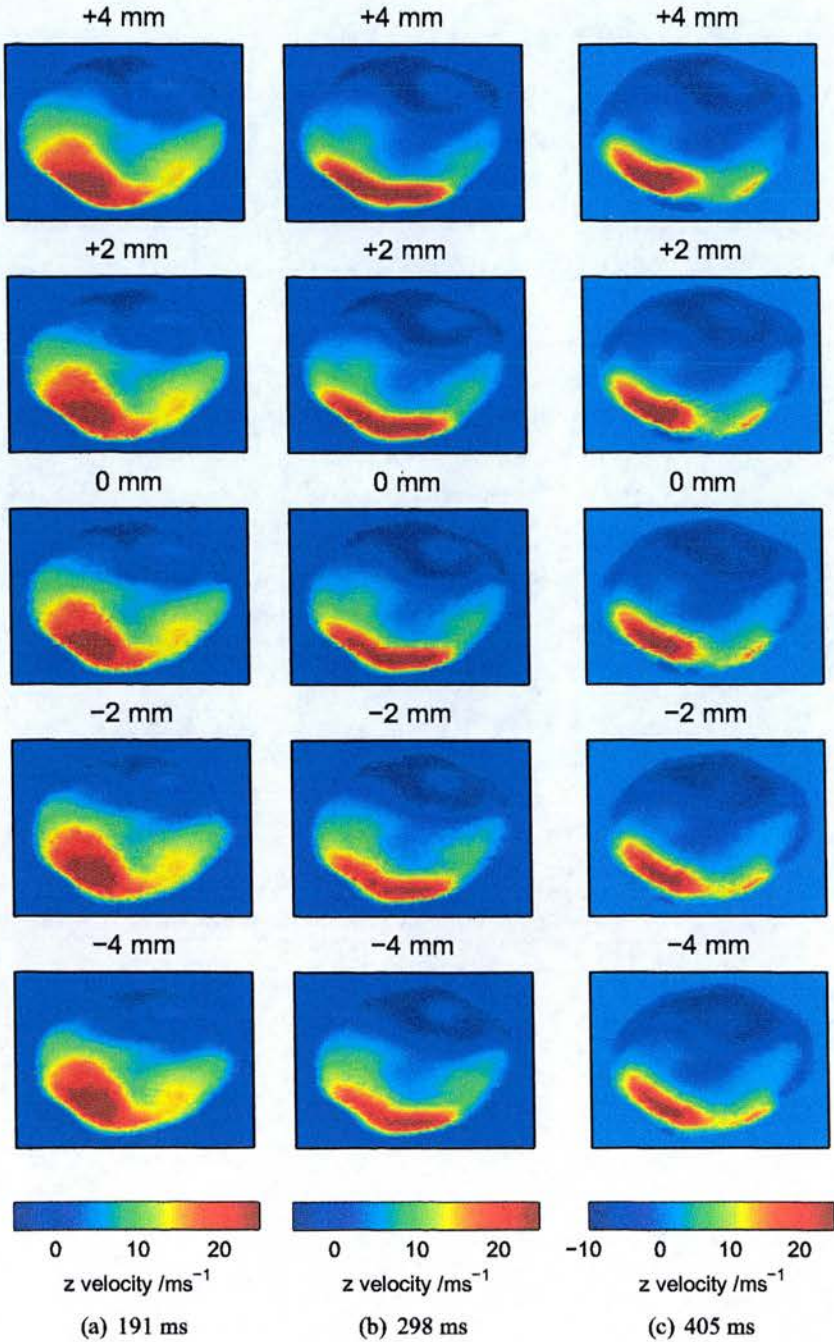 +4 mm +4 mm +4 mm
+2 mm +2 mm +2 mm
0 mm 0 mm 0 mm
−2 mm −2 mm −2 mm
−4 mm −4 mm −4 mm
0 10 20 0 10 20 −10 0 10 20
z velocity /ms⁻¹ z velocity /ms⁻¹ z velocity /ms⁻¹
(a) 191 ms (b) 298 ms (c) 405 ms